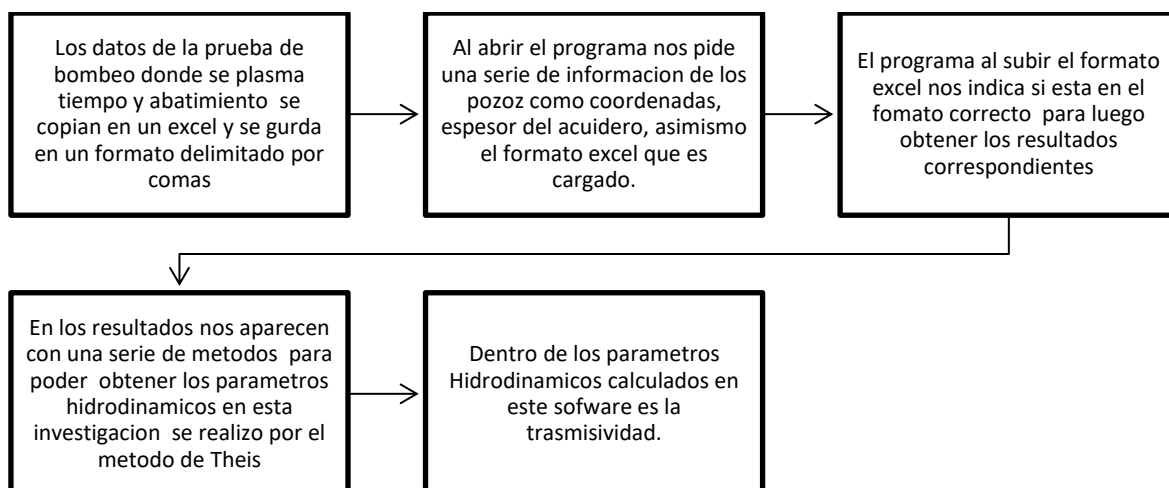 Los datos de la prueba de
bombeo donde se plasma
tiempo y abatimiento se
copian en un excel y se gurda
en un formato delimitado por
comas
Al abrir el programa nos pide
una serie de informacion de los
pozoz como coordenadas,
espesor del acuidero, asimismo
el formato excel que es
cargado.
El programa al subir el formato
excel nos indica si esta en el
fomato correcto para luego
obtener los resultados
correspondientes
En los resultados nos aparecen
con una serie de metodos para
poder obtener los parametros
hidrodinamicos en esta
investigacion se realizo por el
metodo de Theis
Dentro de los parametros
Hidrodinamicos calculados en
este sofware es la
trasmisividad.